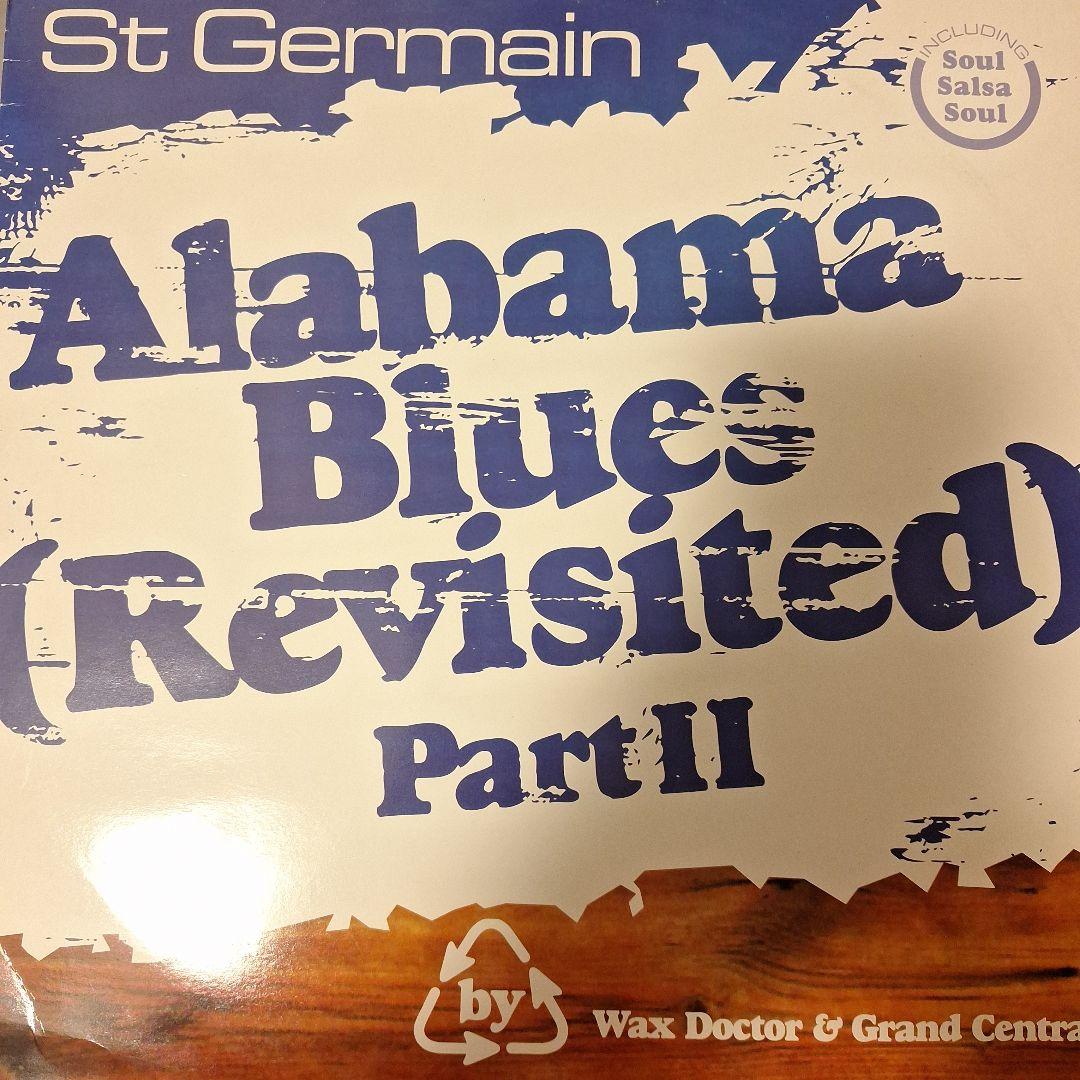 St Germain
INCLUDING
Soul
Salsa
Soul
Alabama
Blues
(Revisited)
Part II
by
Wax Doctor & Grand Centra